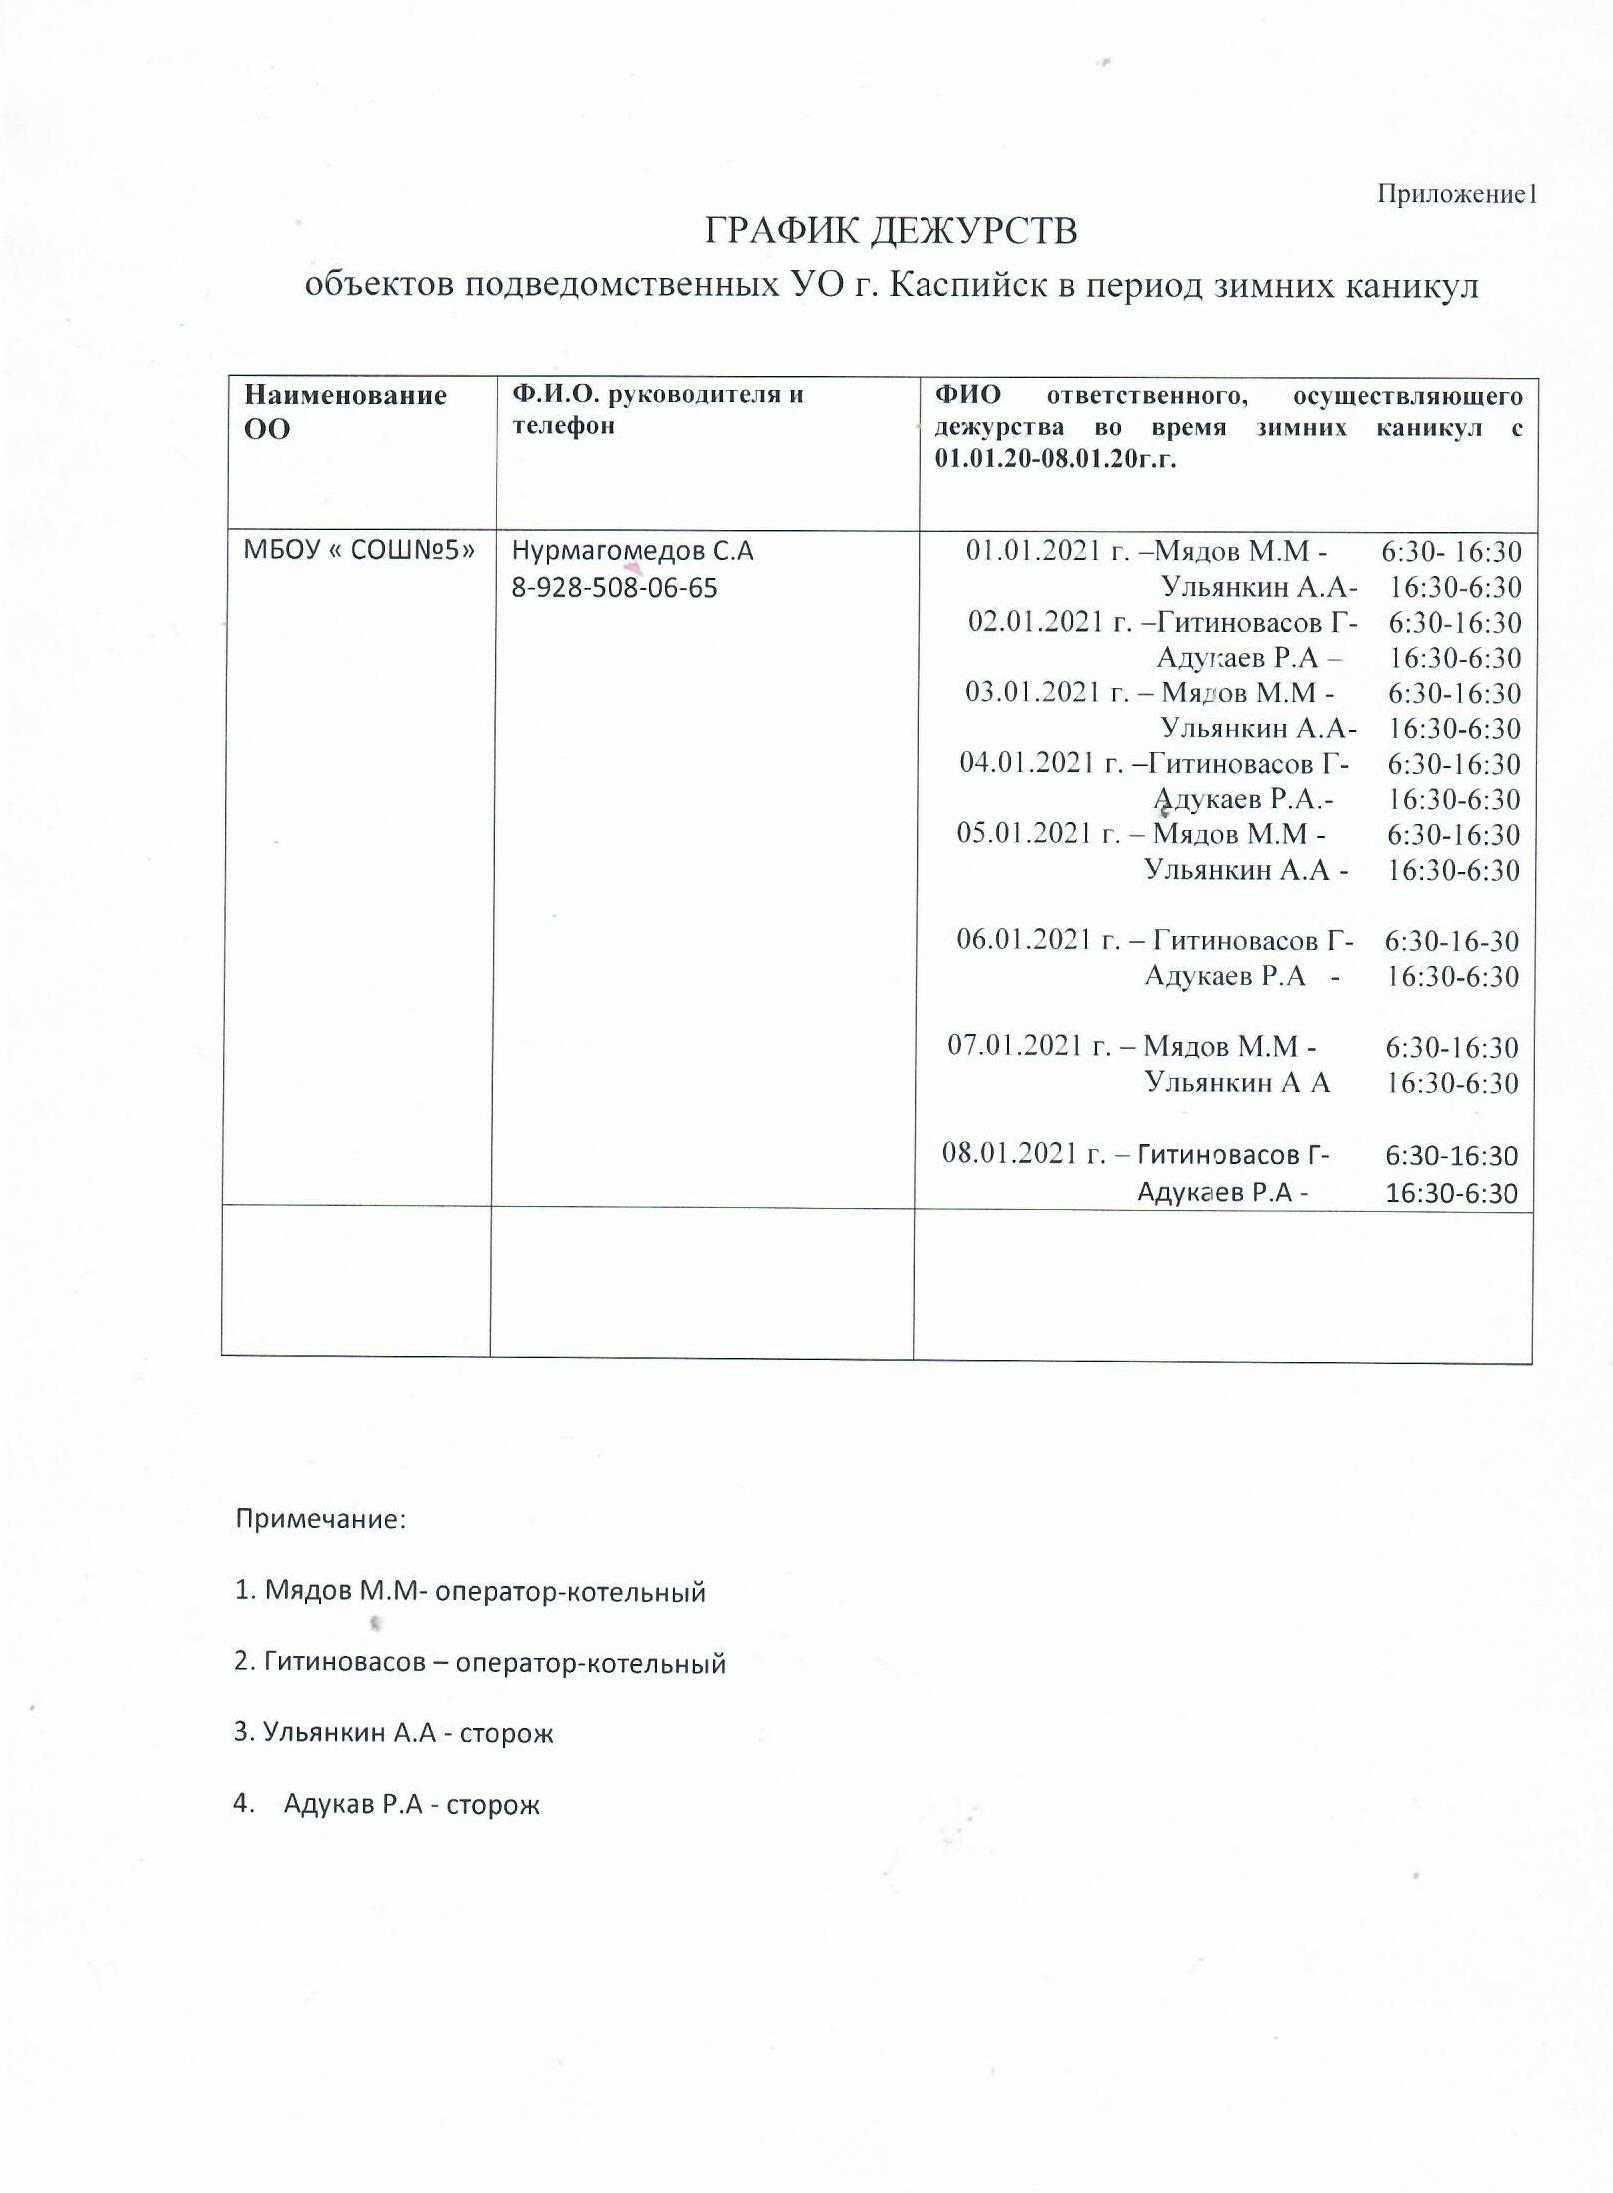 Приложение1
ГРАФИК ДЕЖУРСТВ
объектов подведомственных УО г. Каспийск в период зимних каникул
Наименование
ОО
Ф.И.О. руководителя и
телефон
ФИО ответственного, осуществляющего
дежурства во время зимних каникул с
01.01.20-08.01.20г.г.
МБОУ « СОШ№5»
Нурмагомедов С.А
8-928-508-06-65
01.01.2021 г. –Мядов М.М - 6:30- 16:30
Ульянкин А.А- 16:30-6:30
02.01.2021 г. –Гитиновасов Г- 6:30-16:30
Адукаев Р.А – 16:30-6:30
03.01.2021 г. – Мядов М.М - 6:30-16:30
Ульянкин А.А- 16:30-6:30
04.01.2021 г. –Гитиновасов Г- 6:30-16:30
Адукаев Р.А.- 16:30-6:30
05.01.2021 г. – Мядов М.М - 6:30-16:30
Ульянкин А.А - 16:30-6:30
06.01.2021 г. – Гитиновасов Г- 6:30-16-30
Адукаев Р.А - 16:30-6:30
07.01.2021 г. – Мядов М.М - 6:30-16:30
Ульянкин А А 16:30-6:30
08.01.2021 г. – Гитиновасов Г- 6:30-16:30
Адукаев Р.А - 16:30-6:30
Примечание:
1. Мядов М.М- оператор-котельный
2. Гитиновасов – оператор-котельный
3. Ульянкин А.А - сторож
4. Адукав Р.А - сторож